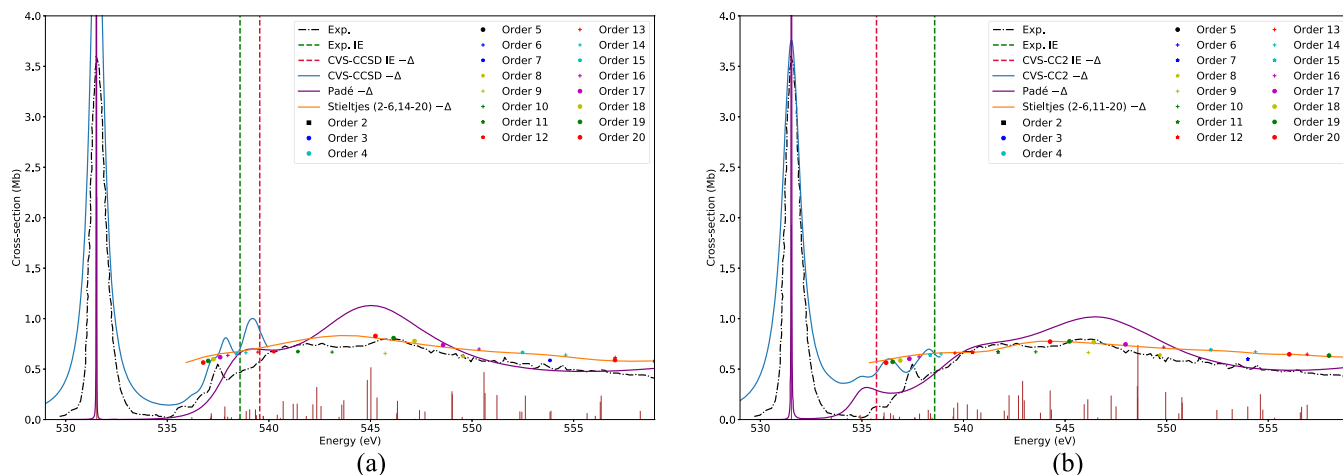 Exp.
Exp. IE
CVS-CCSD IE −Δ
CVS-CCSD −Δ
Padé −Δ
Stieltjes (2-6,14-20) −Δ
Order 2
Order 3
Order 4
Order 5
Order 6
Order 7
Order 8
Order 9
Order 10
Order 11
Order 12
Order 13
Order 14
Order 15
Order 16
Order 17
Order 18
Order 19
Order 20
4.0
3.5
3.0
2.5
2.0
1.5
1.0
0.5
0.0
Cross-section (Mb)
530 535 540 545 550 555
Energy (eV)
(a)
Exp.
Exp. IE
CVS-CC2 IE −Δ
CVS-CC2 −Δ
Padé −Δ
Stieltjes (2-6,11-20) −Δ
Order 2
Order 3
Order 4
Order 5
Order 6
Order 7
Order 8
Order 9
Order 10
Order 11
Order 12
Order 13
Order 14
Order 15
Order 16
Order 17
Order 18
Order 19
Order 20
4.0
3.5
3.0
2.5
2.0
1.5
1.0
0.5
0.0
Cross-section (Mb)
530 535 540 545 550 555
Energy (eV)
(b)